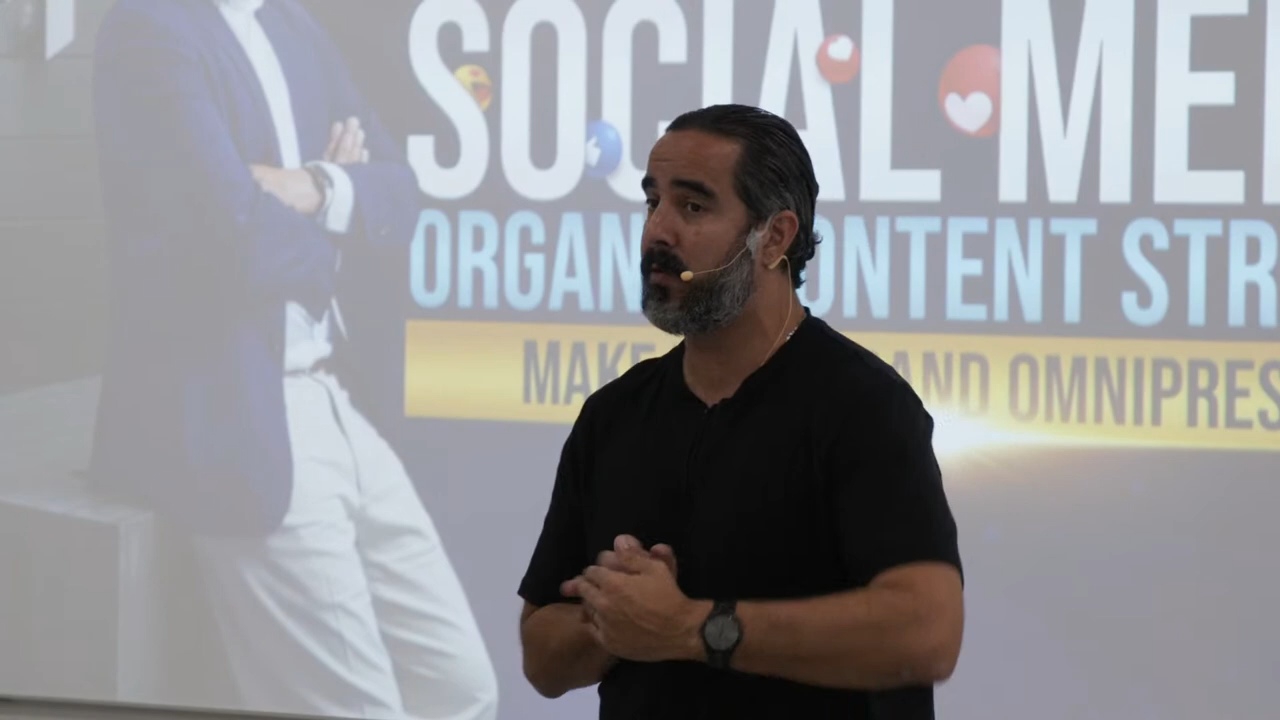 SOCIAL ME
ORGAN ONTENT STR
MAKE AND OMNIPRES